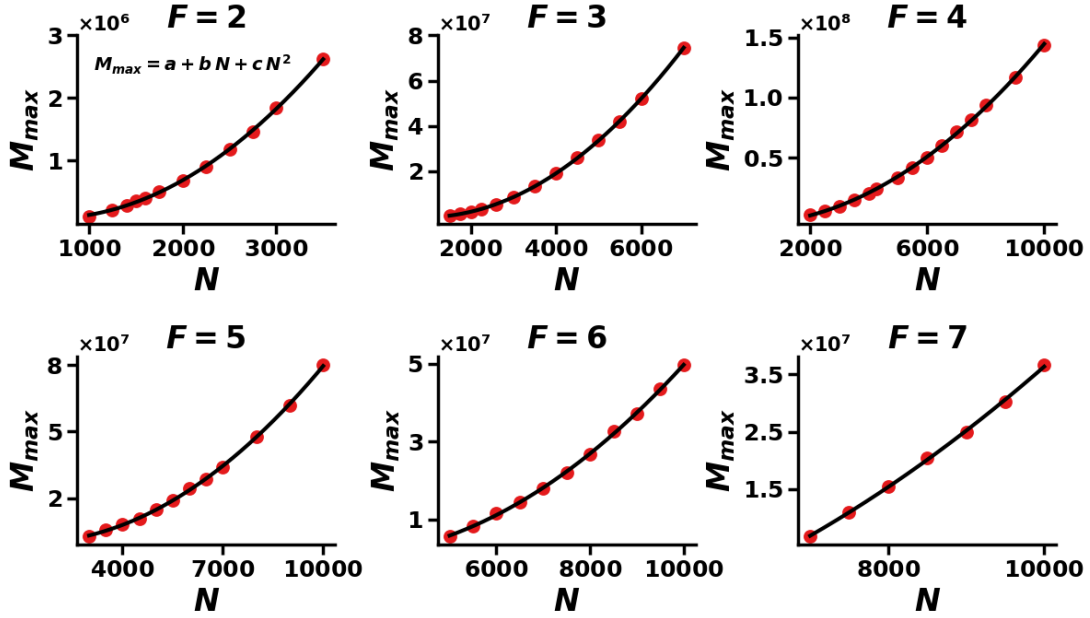 ×10⁶ F = 2
M_max = a + b N + c N²
M_max
3
2
1
1000 2000 3000
N
×10⁷ F = 3
M_max
8
4
2
2000 4000 6000
N
×10⁸ F = 4
M_max
1.5
1.0
0.5
2000 6000 10000
N
×10⁷ F = 5
M_max
8
5
2
4000 7000 10000
N
×10⁷ F = 6
M_max
5
3
1
6000 8000 10000
N
×10⁷ F = 7
M_max
3.5
2.5
1.5
8000 10000
N